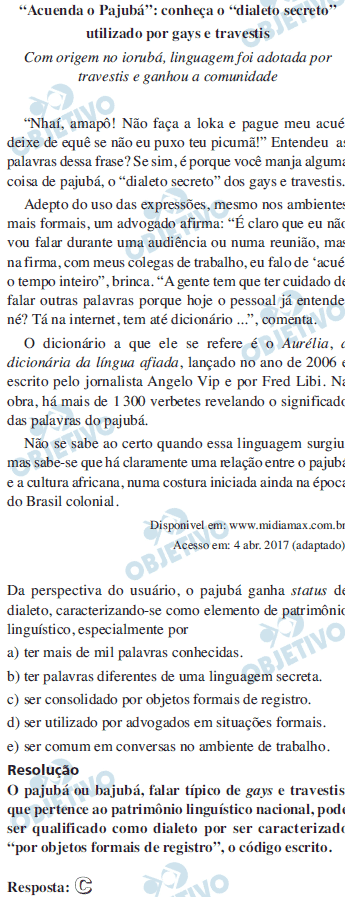 “Acuenda o Pajubá”: conheça o “dialeto secreto”
utilizado por gays e travestis
Com origem no iorubá, linguagem foi adotada por
travestis e ganhou a comunidade
“Nhaí, amapô! Não faça a loka e pague meu acué,
deixe de equê se não eu puxo teu picumã!” Entendeu as
palavras dessa frase? Se sim, é porque você manja alguma
coisa de pajubá, o “dialeto secreto” dos gays e travestis.
Adepto do uso das expressões, mesmo nos ambientes
mais formais, um advogado afirma: “É claro que eu não
vou falar durante uma audiência ou numa reunião, mas
na firma, com meus colegas de trabalho, eu falo de ‘acué’
o tempo inteiro”, brinca. “A gente tem que ter cuidado de
falar outras palavras porque hoje o pessoal já entende,
né? Tá na internet, tem até dicionário ...”, comenta.
O dicionário a que ele se refere é o Aurélia, a
dicionária da língua afiada, lançado no ano de 2006 e
escrito pelo jornalista Angelo Vip e por Fred Libi. Na
obra, há mais de 1 300 verbetes revelando o significado
das palavras do pajubá.
Não se sabe ao certo quando essa linguagem surgiu,
mas sabe-se que há claramente uma relação entre o pajubá
e a cultura africana, numa costura iniciada ainda na época
do Brasil colonial.
Disponível em: www.midiamax.com.br
Acesso em: 4 abr. 2017 (adaptado)
Da perspectiva do usuário, o pajubá ganha status de
dialeto, caracterizando-se como elemento de patrimônio
linguístico, especialmente por
a) ter mais de mil palavras conhecidas.
b) ter palavras diferentes de uma linguagem secreta.
c) ser consolidado por objetos formais de registro.
d) ser utilizado por advogados em situações formais.
e) ser comum em conversas no ambiente de trabalho.
Resolução
O pajubá ou bajubá, falar típico de gays e travestis
que pertence ao patrimônio linguístico nacional, pode
ser qualificado como dialeto por ser caracterizado
“por objetos formais de registro”, o código escrito.
Resposta: C
OBJETIVO
OBJETIVO
OBJETIVO
OBJETIVO
OBJETIVO
OBJETIVO
OBJETIVO
OBJETIVO
OBJETIVO